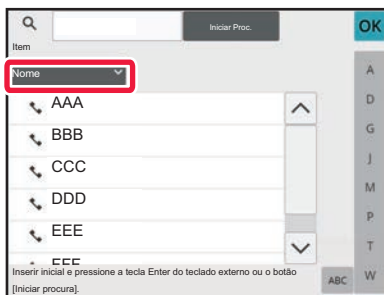 Iniciar Proc.
OK
Item
Nome
AAA
BBB
CCC
DDD
EEE
FFF
A
D
G
J
M
P
T
W
Inserir inicial e pressione a tecla Enter do teclado externo ou o botão
[Iniciar procura].
ABC